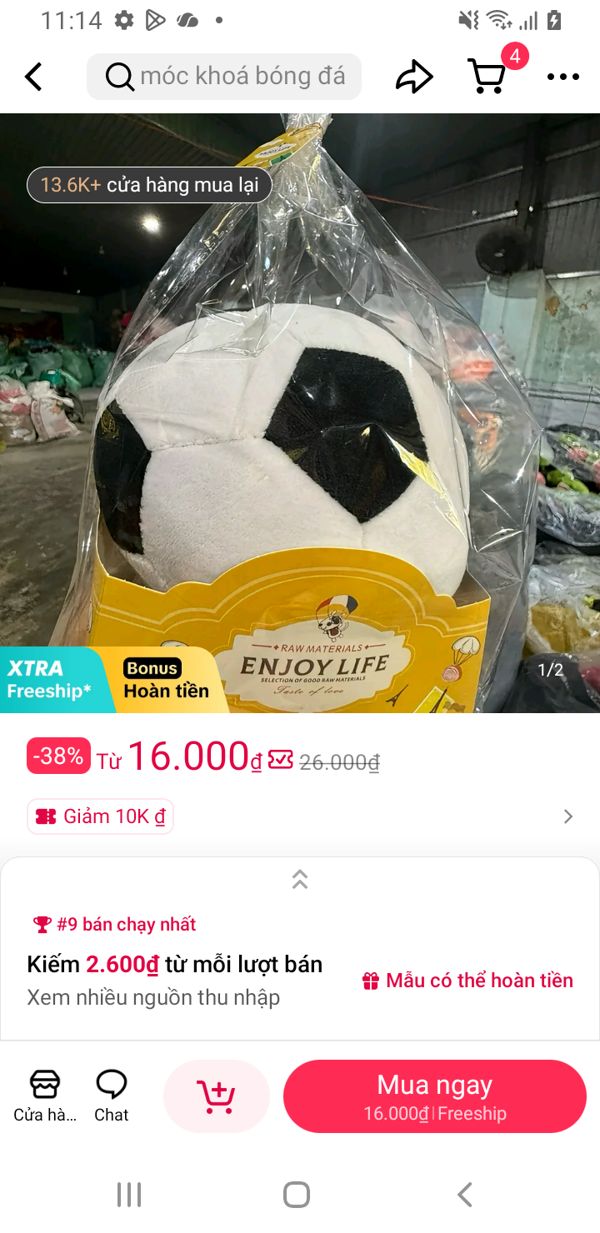 11:14
móc khoá bóng đá
4
13.6K+ cửa hàng mua lại
RAW MATERIALS
ENJOY LIFE
SELECTION OF GOOD RAW MATERIALS
Taste of love
XTRA
Freeship*
Bonus
Hoàn tiền
1/2
-38% Từ 16.000₫ 26.000₫
Giảm 10K ₫
#9 bán chạy nhất
Kiếm 2.600₫ từ mỗi lượt bán
Xem nhiều nguồn thu nhập
Mẫu có thể hoàn tiền
Cửa hà...
Chat
Mua ngay
16.000₫|Freeship